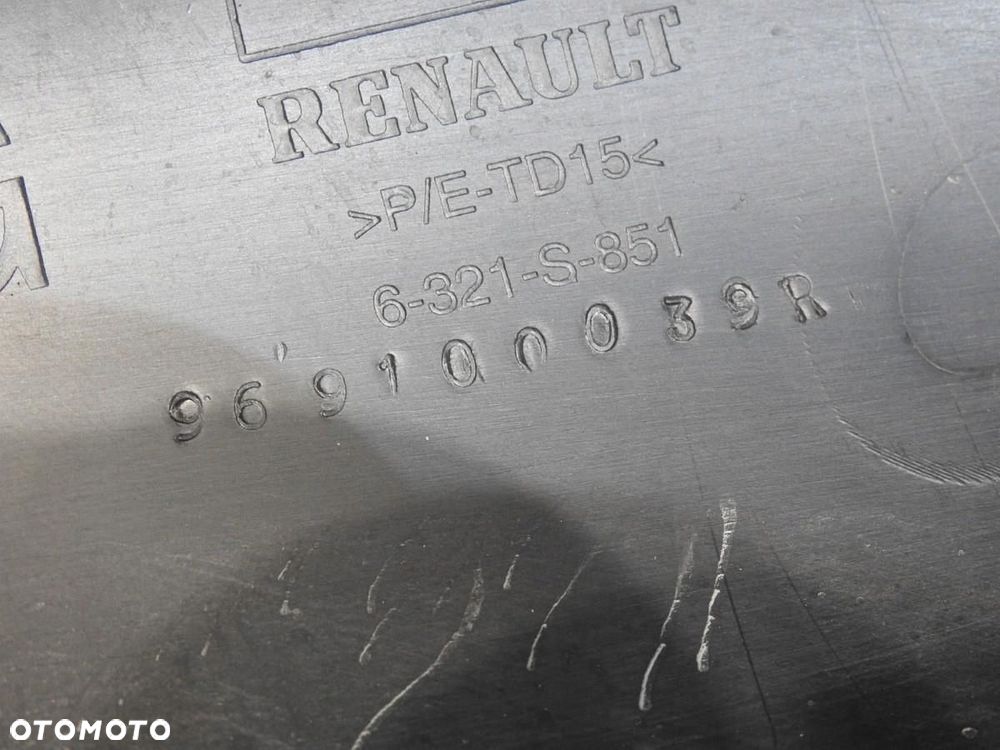 RENAULT
>P/E-TD15<
6-321-S-851
969100039R
OTOMOTO